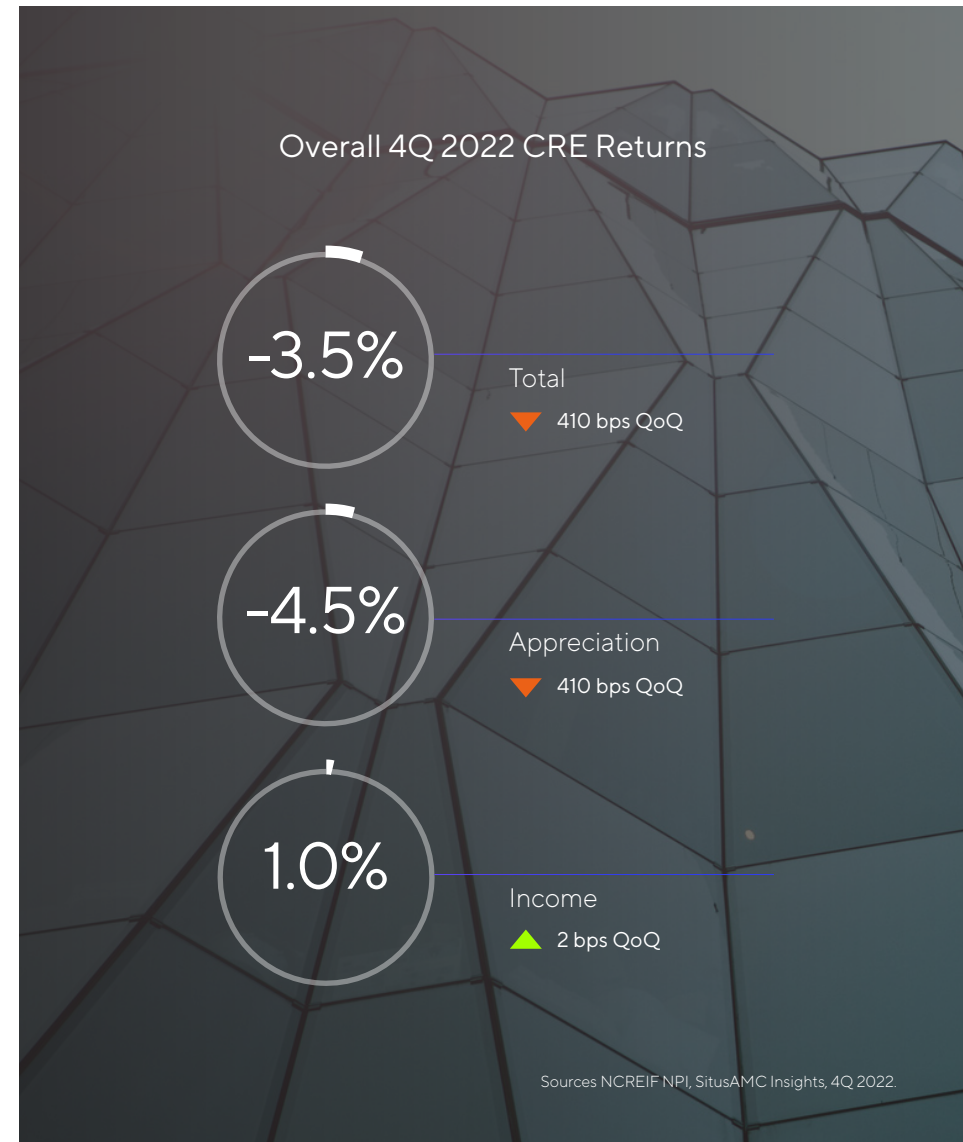 Overall 4Q 2022 CRE Returns
-3.5%
Total
410 bps QoQ
-4.5%
Appreciation
410 bps QoQ
1.0%
Income
2 bps QoQ
Sources NCREIF NPI, SitusAMC Insights, 4Q 2022.